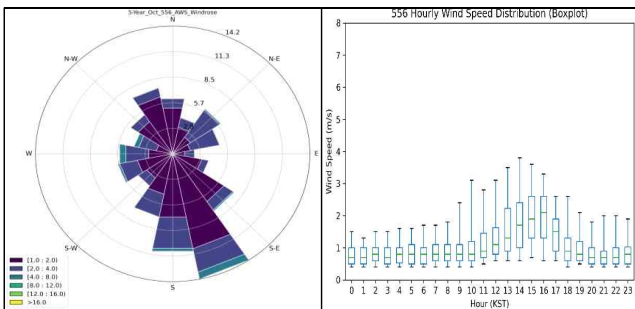 5-Year_Oct_556_AWS_Windrose
N
14.2
11.3
N-W
N-E
8.5
5.7
2.8
W
E
S-W
S-E
S
[1.0 : 2.0)
[2.0 : 4.0)
[4.0 : 8.0)
[8.0 : 12.0)
[12.0 : 16.0)
>16.0
556 Hourly Wind Speed Distribution (Boxplot)
Wind Speed (m/s)
8
7
6
5
4
3
2
1
0
0 1 2 3 4 5 6 7 8 9 10 11 12 13 14 15 16 17 18 19 20 21 22 23
Hour (KST)